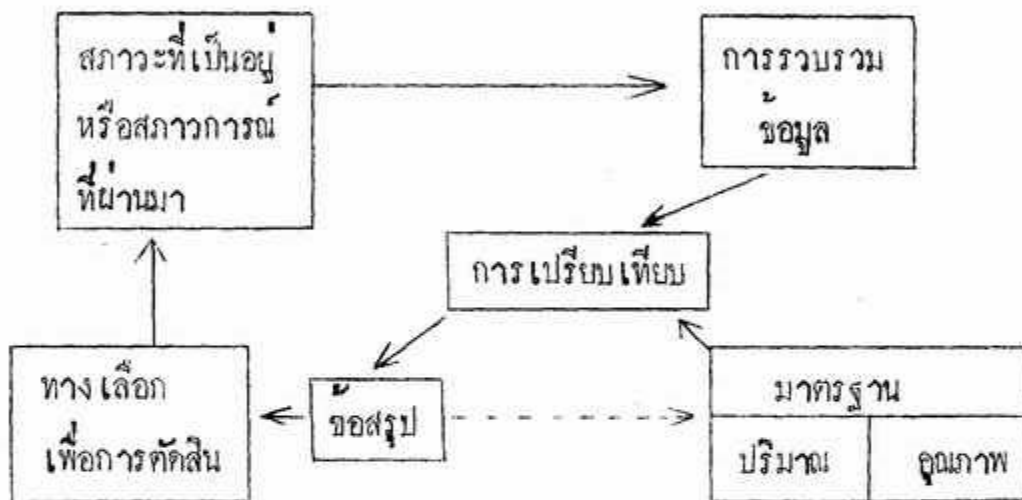 สภาวะที่เป็นอยู่
หรือสภาวการณ์
ที่ผ่านมา
การรวบรวม
ข้อมูล
การเปรียบเทียบ
ทางเลือก
เพื่อการตัดสิน
ข้อสรุป
มาตรฐาน
ปริมาณ
คุณภาพ